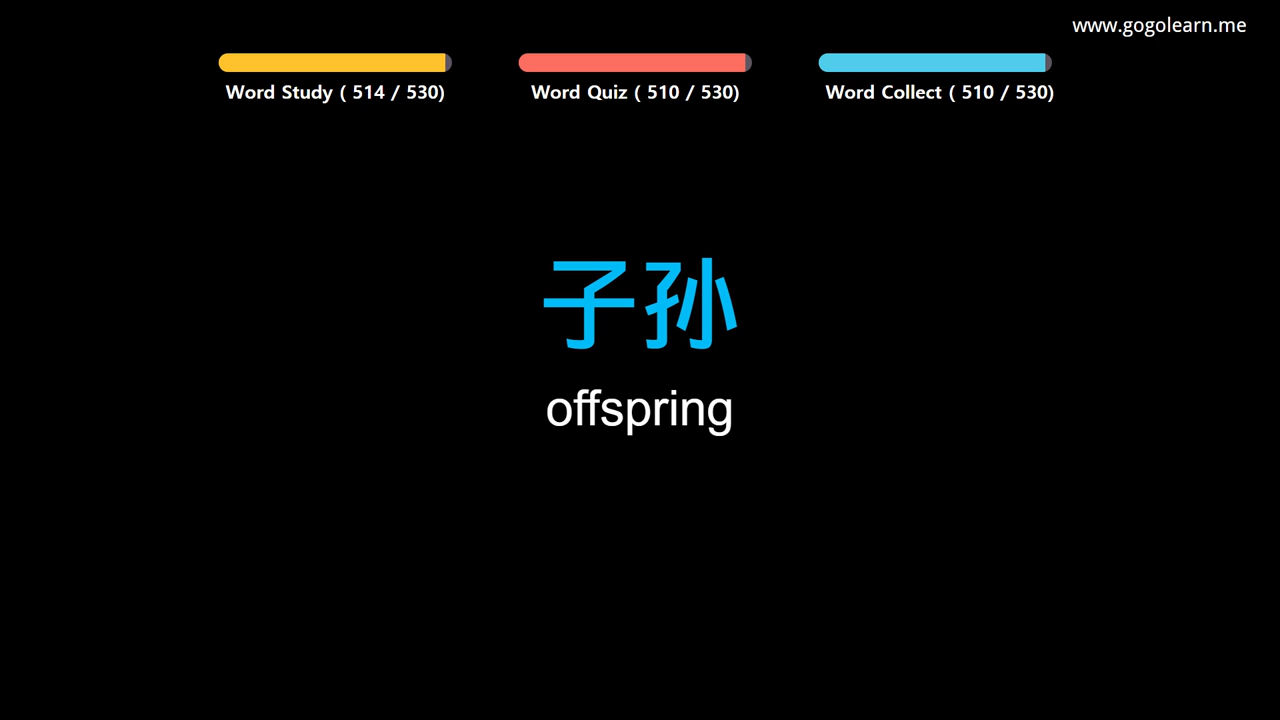 www.gogolearn.me
Word Study ( 514 / 530)
Word Quiz ( 510 / 530)
Word Collect ( 510 / 530)
子孙
offspring